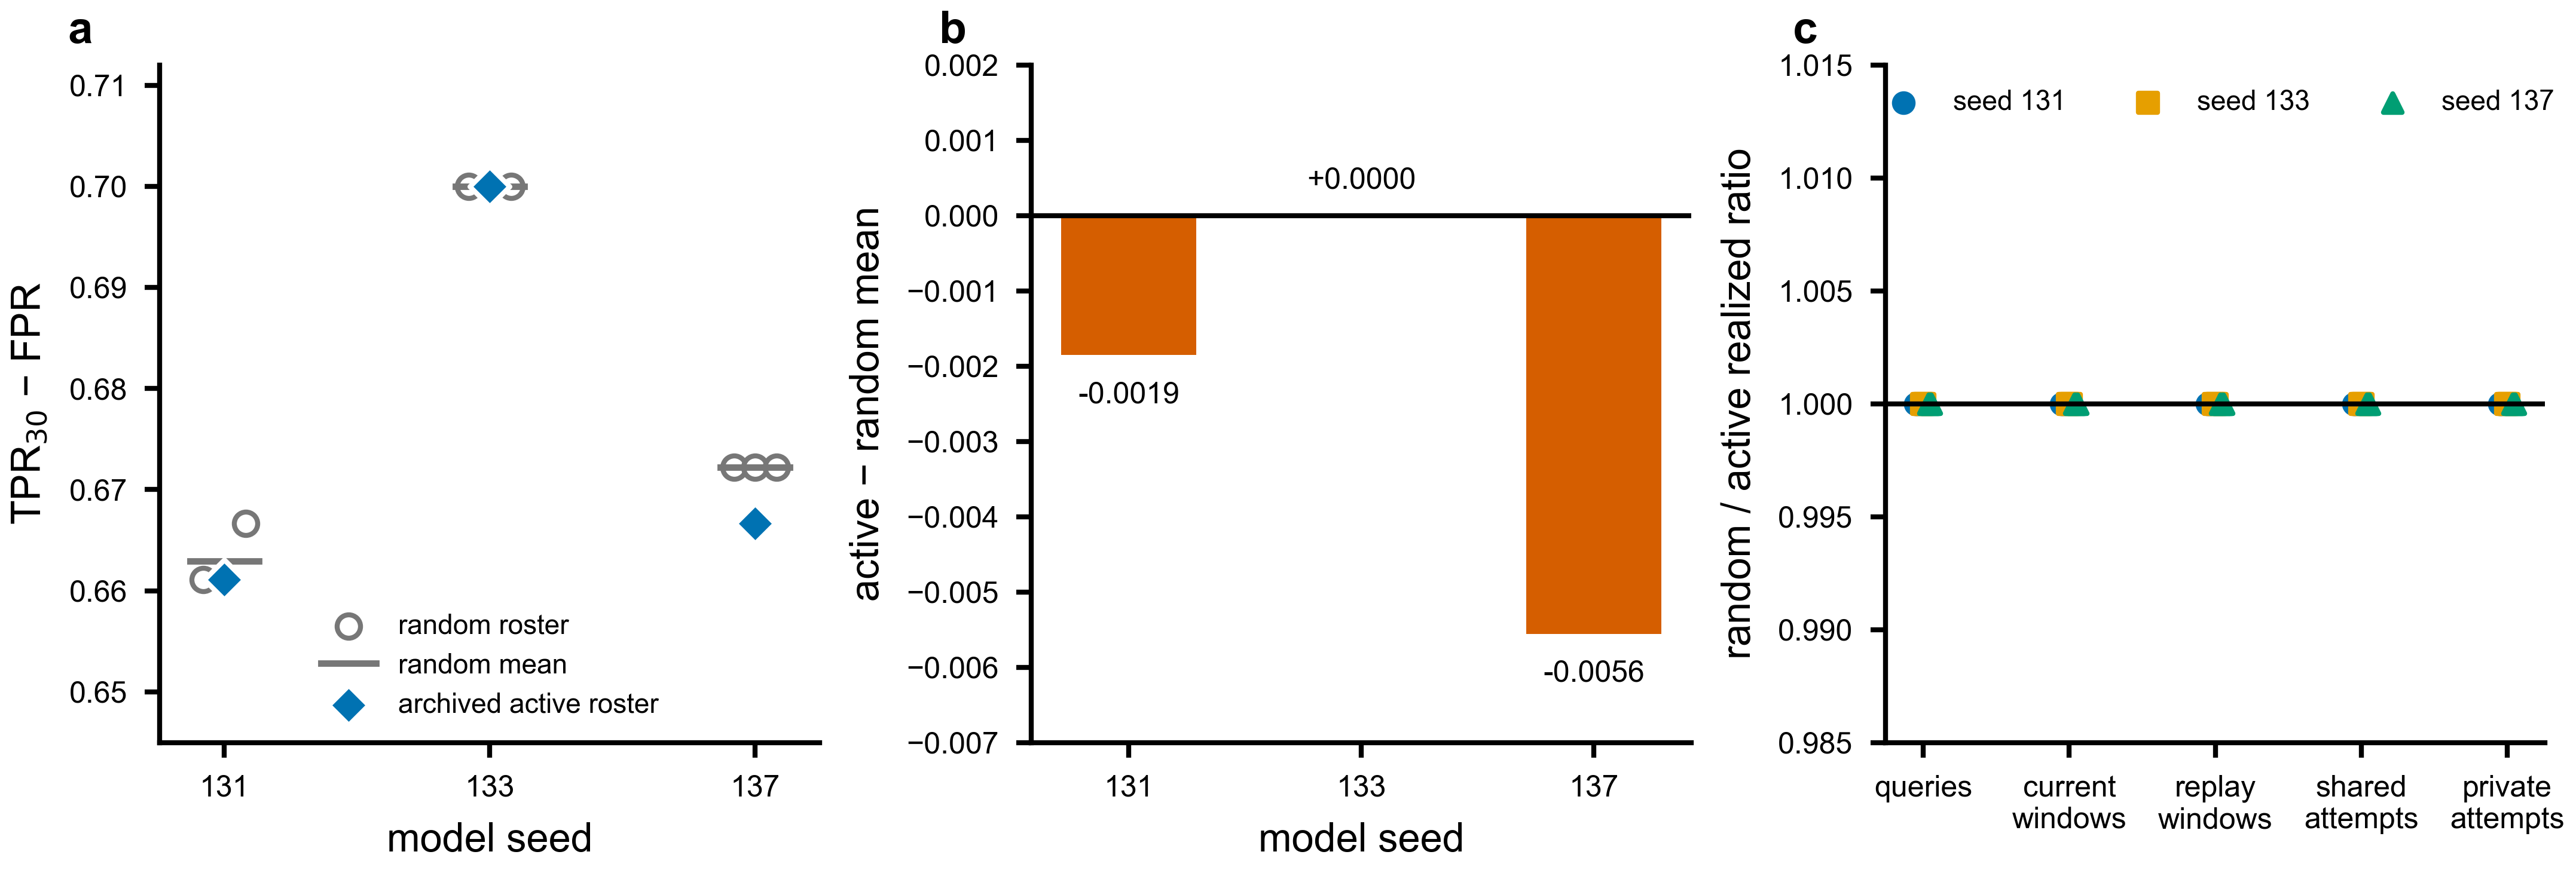 a
TPR30 − FPR
0.71
0.70
0.69
0.68
0.67
0.66
0.65
random roster
random mean
archived active roster
131
133
137
model seed
b
active − random mean
0.002
0.001
0.000
−0.001
−0.002
−0.003
−0.004
−0.005
−0.006
−0.007
+0.0000
-0.0019
-0.0056
131
133
137
model seed
c
random / active realized ratio
1.015
1.010
1.005
1.000
0.995
0.990
0.985
seed 131
seed 133
seed 137
queries
current
windows
replay
windows
shared
attempts
private
attempts